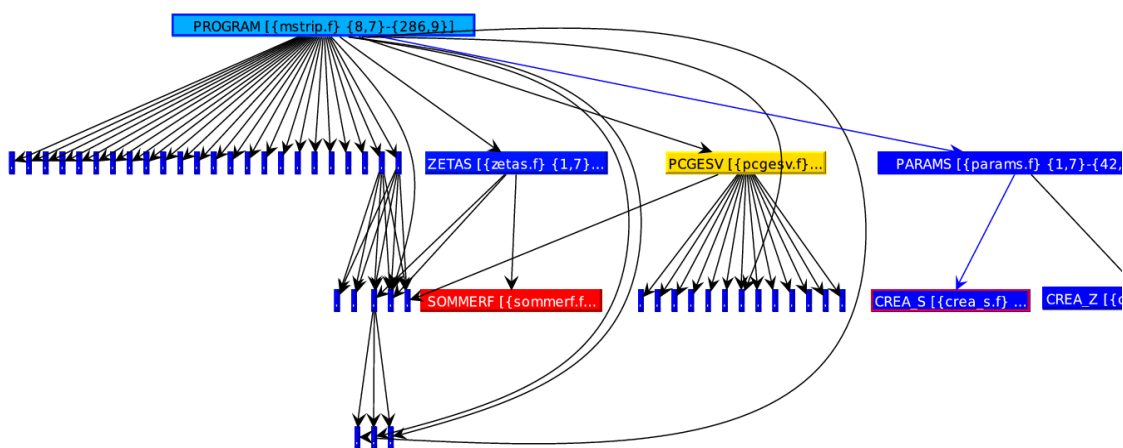 PROGRAM [{mstrip.f} {8,7}-{286,9}]
ZETAS [{zetas.f} {1,7}...
PCGESV [{pcgesv.f}...
PARAMS [{params.f} {1,7}-{42,
SOMMERF [{sommerf.f...
CREA_S [{crea_s.f} ...
CREA_Z [{c